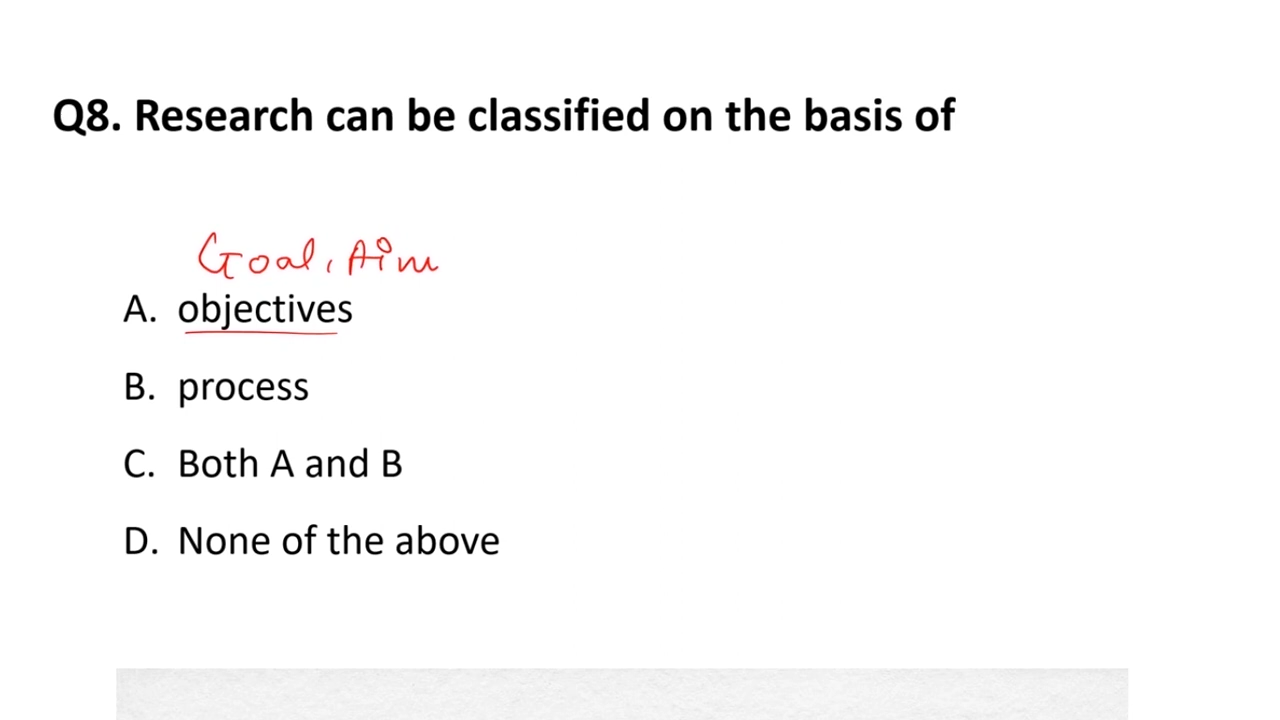 Q8. Research can be classified on the basis of
Goal, Aim
A. objectives
B. process
C. Both A and B
D. None of the above